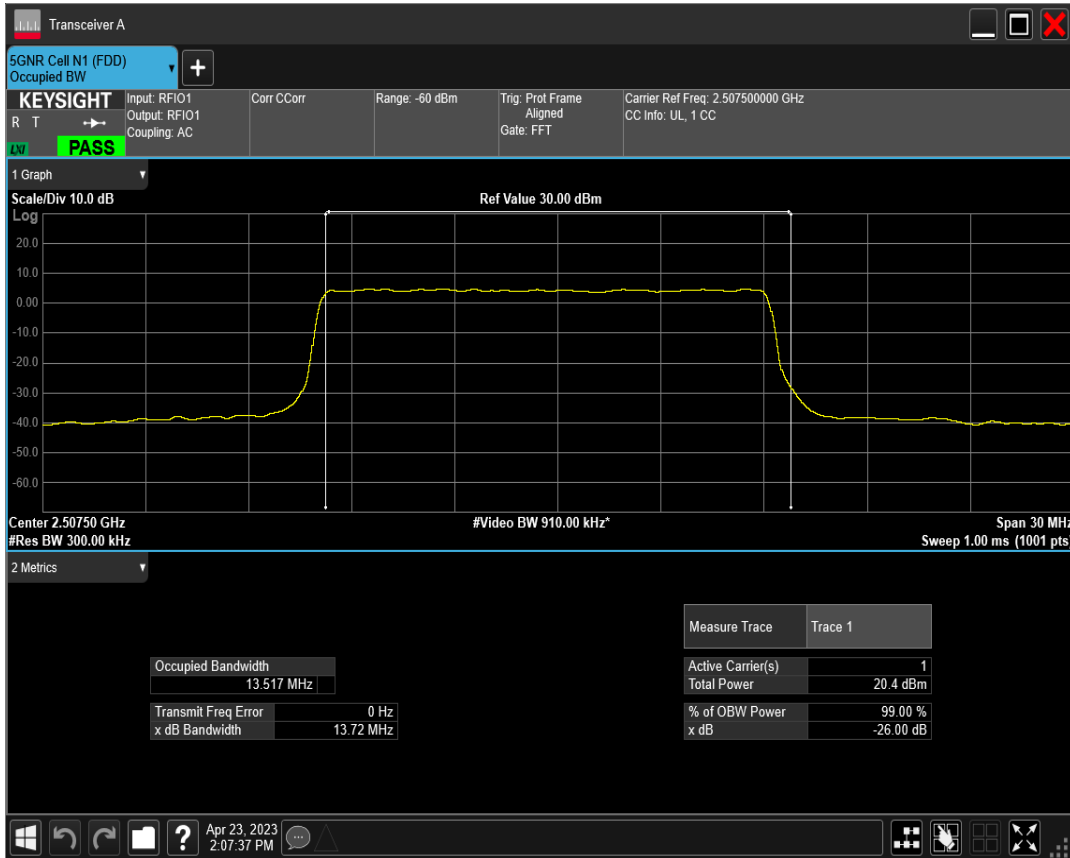 Transceiver A
5GNR Cell N1 (FDD)
Occupied BW
+
KEYSIGHT
R T
LXI
PASS
Input: RFIO1
Output: RFIO1
Coupling: AC
Corr CCorr
Range: -60 dBm
Trig: Prot Frame
Aligned
Gate: FFT
Carrier Ref Freq: 2.507500000 GHz
CC Info: UL, 1 CC
1 Graph
Scale/Div 10.0 dB
Ref Value 30.00 dBm
Log
20.0
10.0
0.00
-10.0
-20.0
-30.0
-40.0
-50.0
-60.0
Center 2.50750 GHz
#Video BW 910.00 kHz*
Span 30 MHz
#Res BW 300.00 kHz
Sweep 1.00 ms (1001 pts)
2 Metrics
Measure Trace Trace 1
Occupied Bandwidth
13.517 MHz
Active Carrier(s) 1
Total Power 20.4 dBm
Transmit Freq Error 0 Hz
x dB Bandwidth 13.72 MHz
% of OBW Power 99.00 %
x dB -26.00 dB
?
Apr 23, 2023
2:07:37 PM